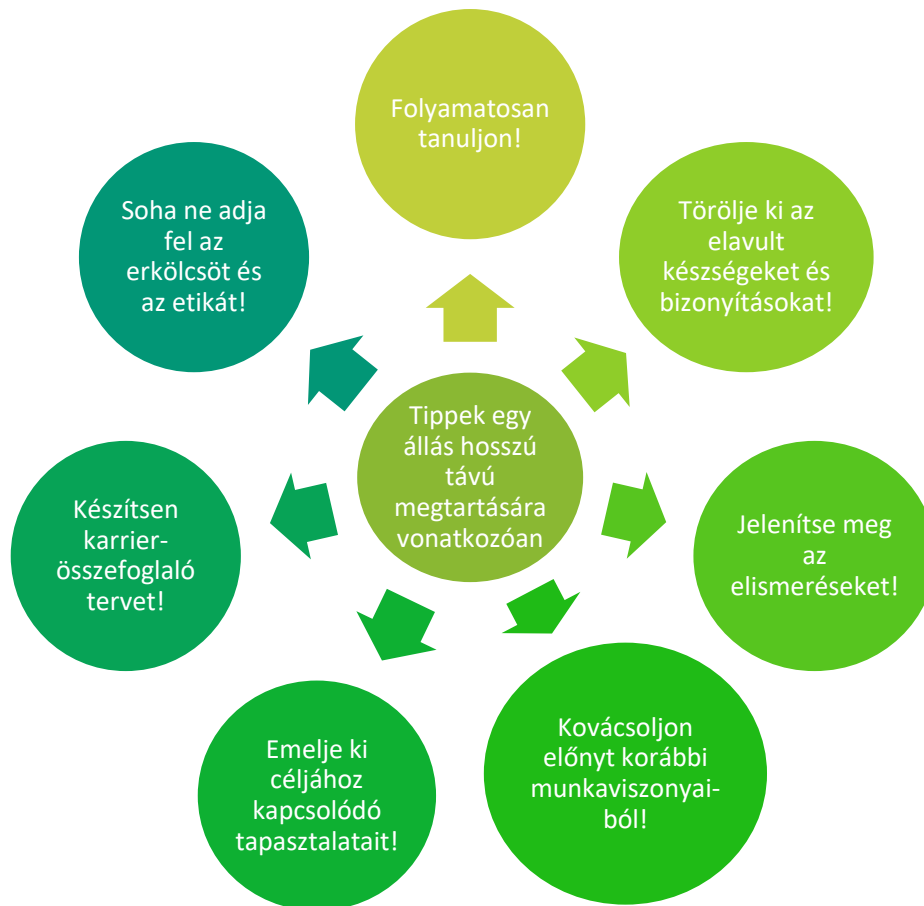 Folyamatosan
tanuljon!
Törölje ki az
elavult
készségeket és
bizonyításokat!
Jelenítse meg
az
elismeréseket!
Kovácsoljon
előnyt korábbi
munkaviszonyai-
ból!
Emelje ki
céljához
kapcsolódó
tapasztalatait!
Készítsen
karrier-
összefoglaló
tervet!
Soha ne adja
fel az
erkölcsöt és
az etikát!
Tippek egy
állás hosszú
távú
megtartására
vonatkozóan